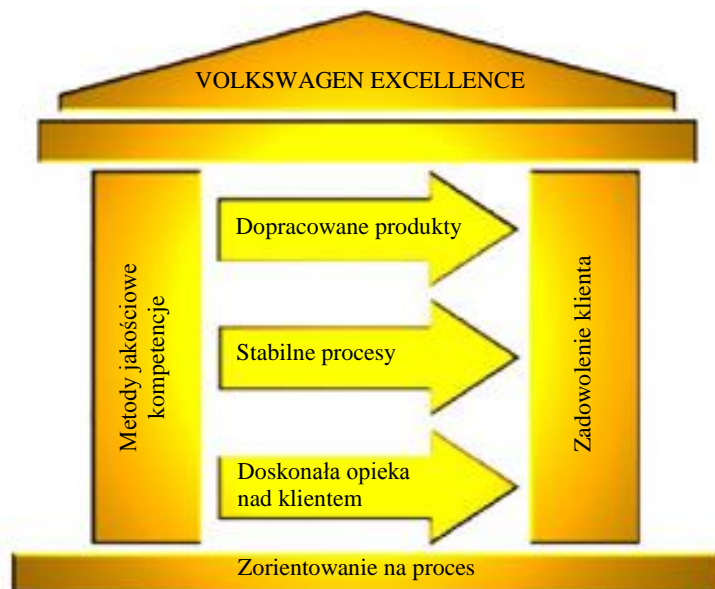 VOLKSWAGEN EXCELLENCE
Metody jakościowe
kompetencje
Dopracowane produkty
Stabilne procesy
Doskonała opieka
nad klientem
Zadowolenie klienta
Zorientowanie na proces